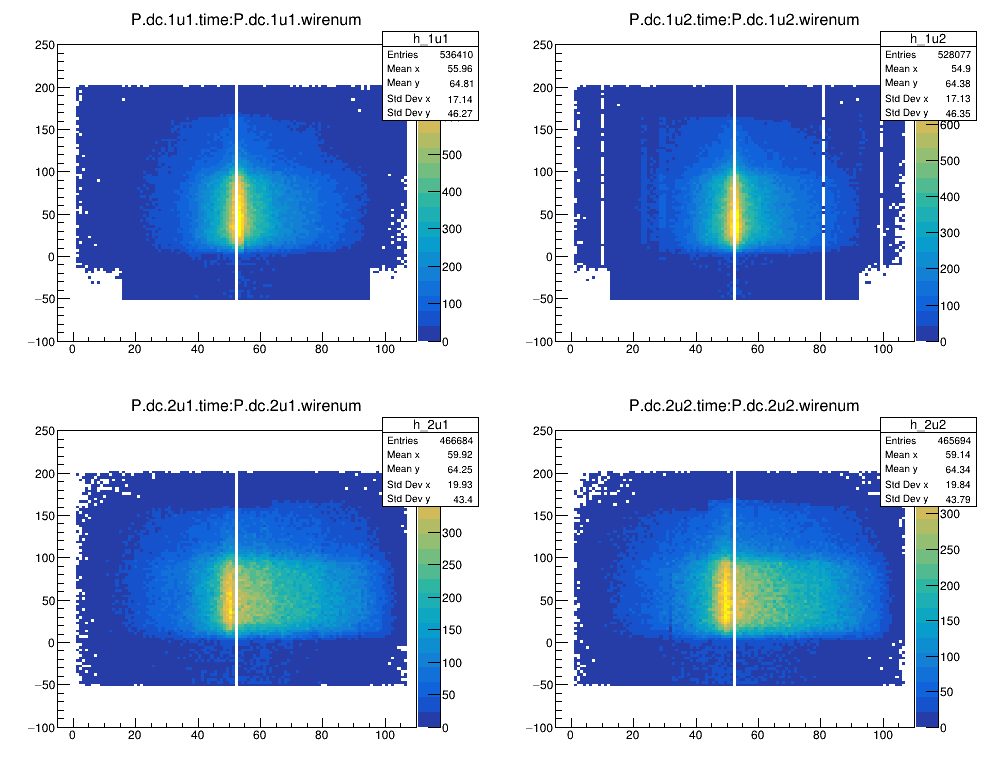 P.dc.1u1.time:P.dc.1u1.wirenum
h_1u1
Entries 536410
Mean x 55.96
Mean y 64.81
Std Dev x 17.14
Std Dev y 46.27
250
200
150
100
50
0
−50
−100
0 20 40 60 80 100
500
400
300
200
100
0
P.dc.1u2.time:P.dc.1u2.wirenum
h_1u2
Entries 528077
Mean x 54.9
Mean y 64.38
Std Dev x 17.13
Std Dev y 46.35
250
200
150
100
50
0
−50
−100
0 20 40 60 80 100
600
500
400
300
200
100
0
P.dc.2u1.time:P.dc.2u1.wirenum
h_2u1
Entries 466684
Mean x 59.92
Mean y 64.25
Std Dev x 19.93
Std Dev y 43.4
250
200
150
100
50
0
−50
−100
0 20 40 60 80 100
300
250
200
150
100
50
0
P.dc.2u2.time:P.dc.2u2.wirenum
h_2u2
Entries 465694
Mean x 59.14
Mean y 64.34
Std Dev x 19.84
Std Dev y 43.79
250
200
150
100
50
0
−50
−100
0 20 40 60 80 100
300
250
200
150
100
50
0